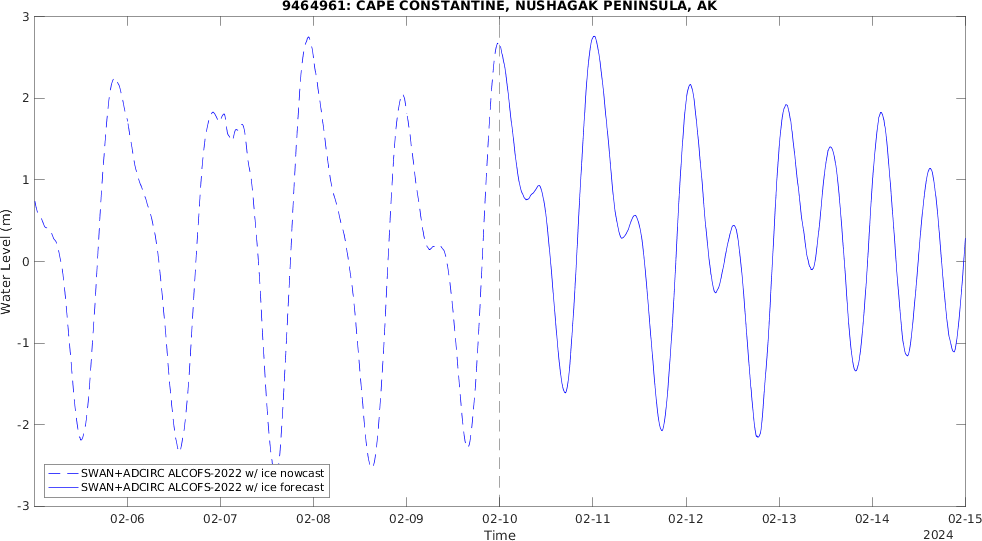 9464961: CAPE CONSTANTINE, NUSHAGAK PENINSULA, AK
3
2
1
0
-1
-2
-3
Water Level (m)
SWAN+ADCIRC ALCOFS-2022 w/ ice nowcast
SWAN+ADCIRC ALCOFS-2022 w/ ice forecast
02-06 02-07 02-08 02-09 02-10 02-11 02-12 02-13 02-14 02-15
Time
2024